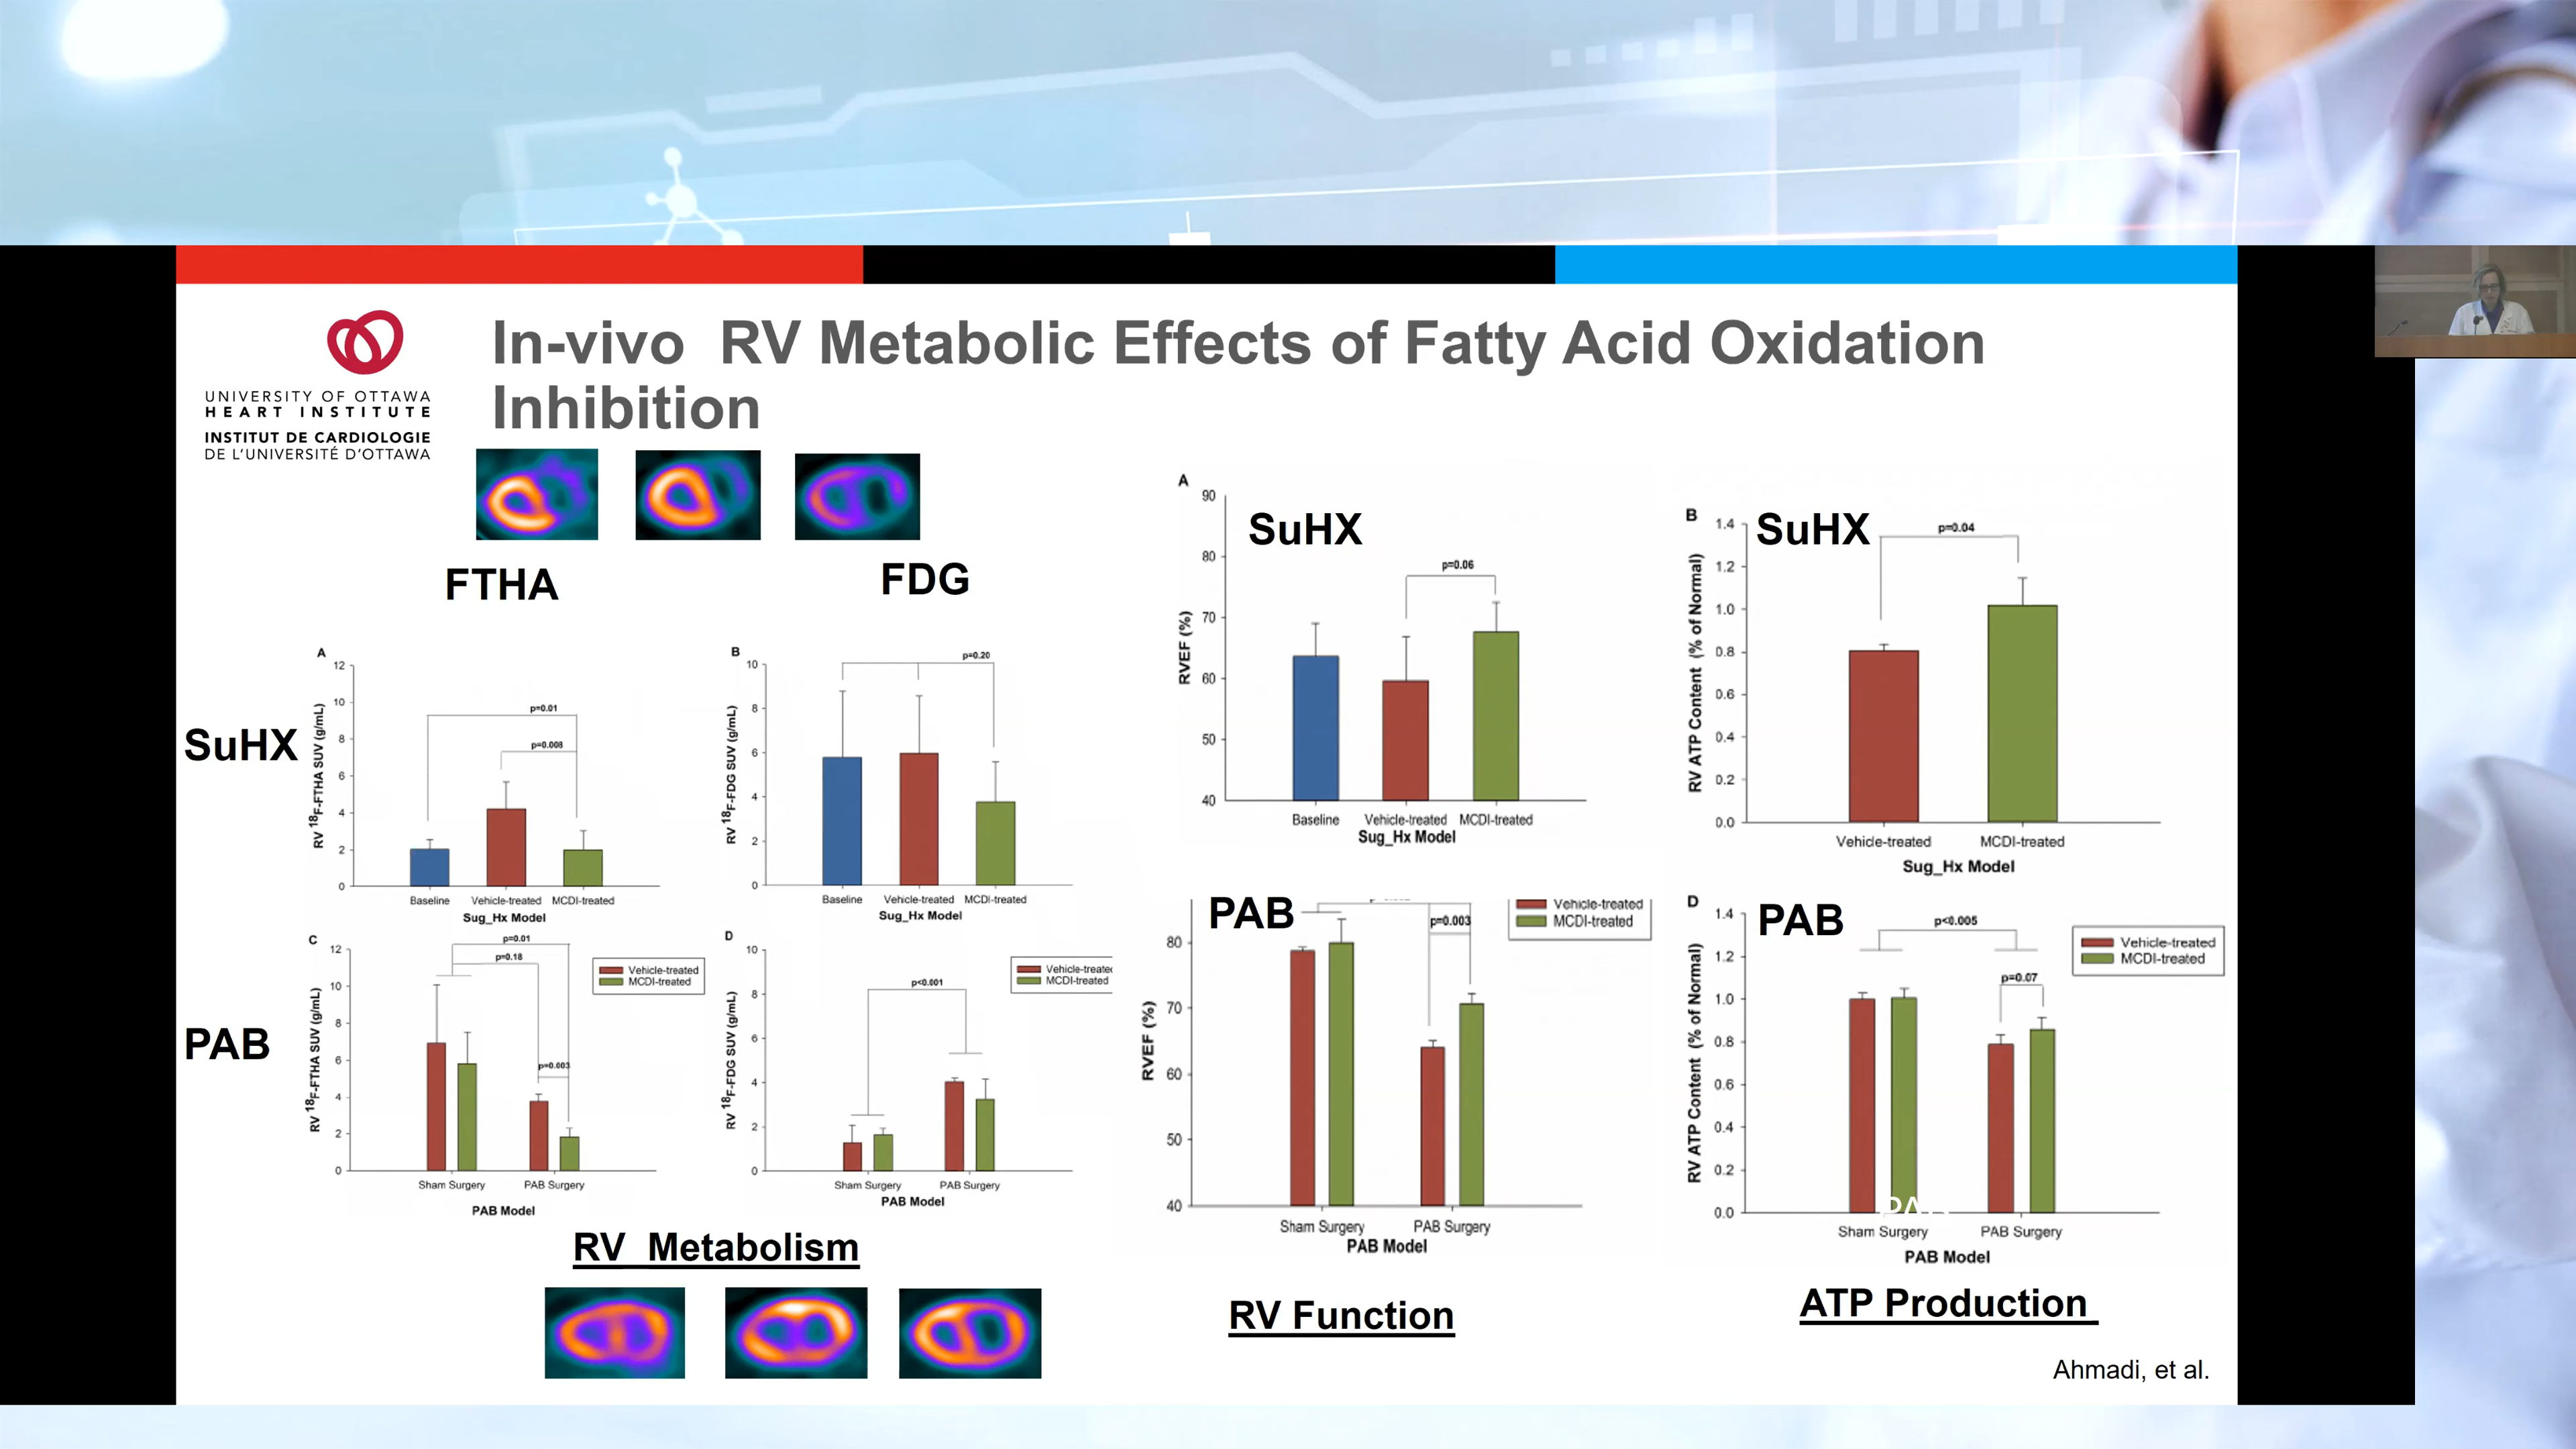 UNIVERSITY OF OTTAWA
HEART INSTITUTE
INSTITUT DE CARDIOLOGIE
DE L'UNIVERSITÉ D'OTTAWA
In-vivo RV Metabolic Effects of Fatty Acid Oxidation
Inhibition
FTHA
FDG
SuHX
PAB
A
RV 18F-FTHA SUV (g/mL)
12
10
8
6
4
2
0
p=0.01
p=0.008
Baseline
Vehicle-treated
MCDI-treated
Sug_Hx Model
B
RV 18F-FDG SUV (g/mL)
10
8
6
4
2
0
p=0.20
Baseline
Vehicle-treated
MCDI-treated
Sug_Hx Model
C
RV 18F-FTHA SUV (g/mL)
12
10
8
6
4
2
0
p=0.01
p=0.18
p=0.003
Vehicle-treated
MCDI-treated
Sham Surgery
PAB Surgery
PAB Model
D
RV 18F-FDG SUV (g/mL)
10
8
6
4
2
0
p<0.001
Vehicle-treated
MCDI-treated
Sham Surgery
PAB Surgery
PAB Model
RV Metabolism
A
SuHX
RVEF (%)
90
80
70
60
50
40
p=0.06
Baseline
Vehicle-treated
MCDI-treated
Sug_Hx Model
PAB
RVEF (%)
80
70
60
50
40
p=0.003
Vehicle-treated
MCDI-treated
Sham Surgery
PAB Surgery
PAB Model
RV Function
B
SuHX
RV ATP Content (% of Normal)
1.4
1.2
1.0
0.8
0.6
0.4
0.2
0.0
p=0.04
Vehicle-treated
MCDI-treated
Sug_Hx Model
D
PAB
RV ATP Content (% of Normal)
1.4
1.2
1.0
0.8
0.6
0.4
0.2
0.0
p<0.005
p=0.07
Vehicle-treated
MCDI-treated
Sham Surgery
PAB Surgery
PAB Model
ATP Production
Ahmadi, et al.